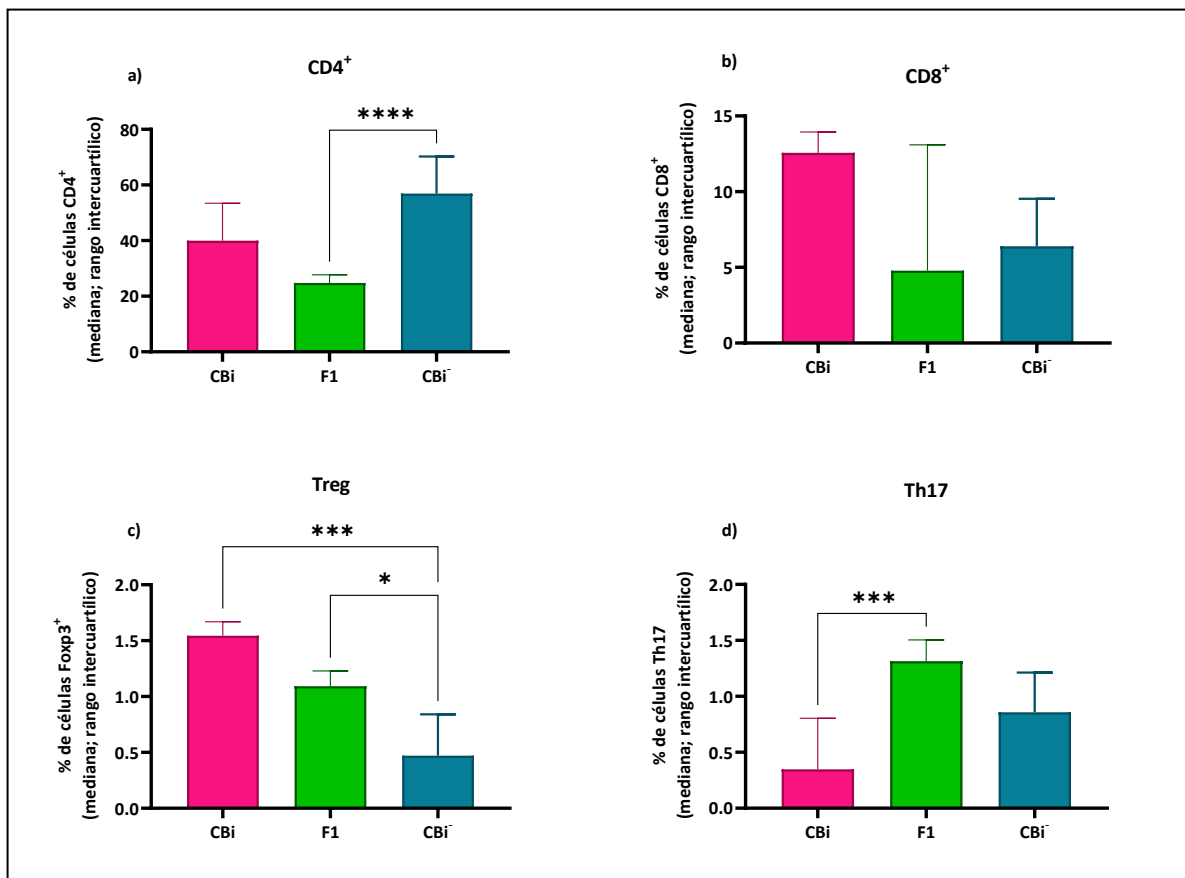 a)
CD4⁺
% de células CD4⁺
(mediana; rango intercuartílico)
80
60
40
20
0
****
CBi
F1
CBi⁻
b)
CD8⁺
% de células CD8⁺
(mediana; rango intercuartílico)
15
10
5
0
CBi
F1
CBi⁻
Treg
c)
% de células Foxp3⁺
(mediana; rango intercuartílico)
2.0
1.5
1.0
0.5
0.0
***
*
CBi
F1
CBi⁻
Th17
d)
% de células Th17
(mediana; rango intercuartílico)
2.0
1.5
1.0
0.5
0.0
***
CBi
F1
CBi⁻